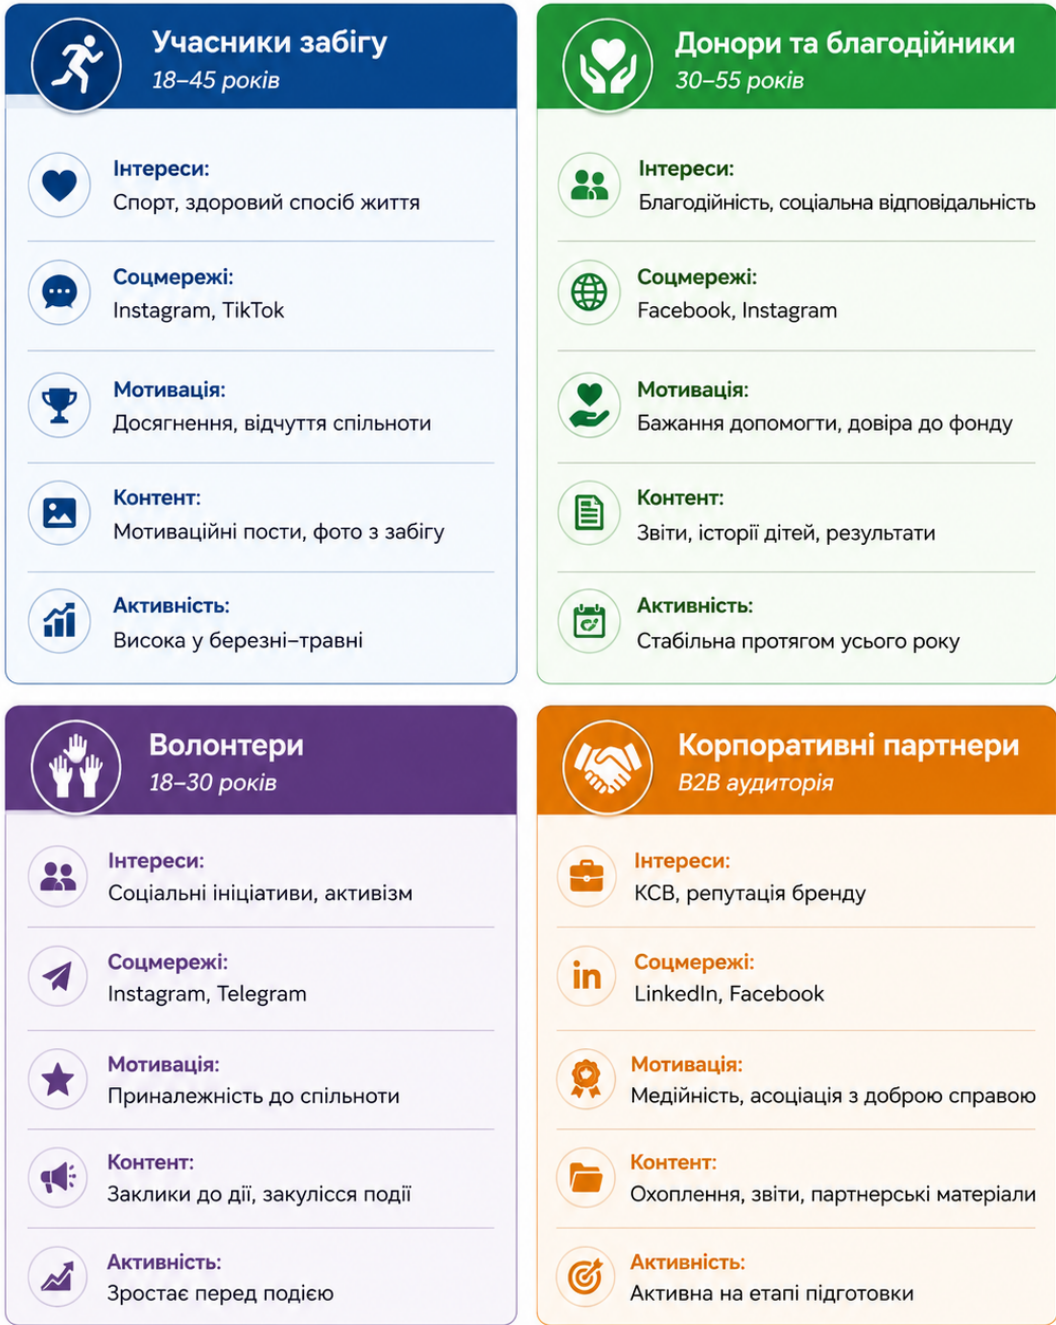 Учасники забігу
18–45 років
Інтереси:
Спорт, здоровий спосіб життя
Соцмережі:
Instagram, TikTok
Мотивація:
Досягнення, відчуття спільноти
Контент:
Мотиваційні пости, фото з забігу
Активність:
Висока у березні–травні
Донори та благодійники
30–55 років
Інтереси:
Благодійність, соціальна відповідальність
Соцмережі:
Facebook, Instagram
Мотивація:
Бажання допомогти, довіра до фонду
Контент:
Звіти, історії дітей, результати
Активність:
Стабільна протягом усього року
Волонтери
18–30 років
Інтереси:
Соціальні ініціативи, активізм
Соцмережі:
Instagram, Telegram
Мотивація:
Приналежність до спільноти
Контент:
Заклики до дії, закулісся події
Активність:
Зростає перед подією
Корпоративні партнери
B2B аудиторія
Інтереси:
КСВ, репутація бренду
Соцмережі:
in
LinkedIn, Facebook
Мотивація:
Медійність, асоціація з доброю справою
Контент:
Охоплення, звіти, партнерські матеріали
Активність:
Активна на етапі підготовки